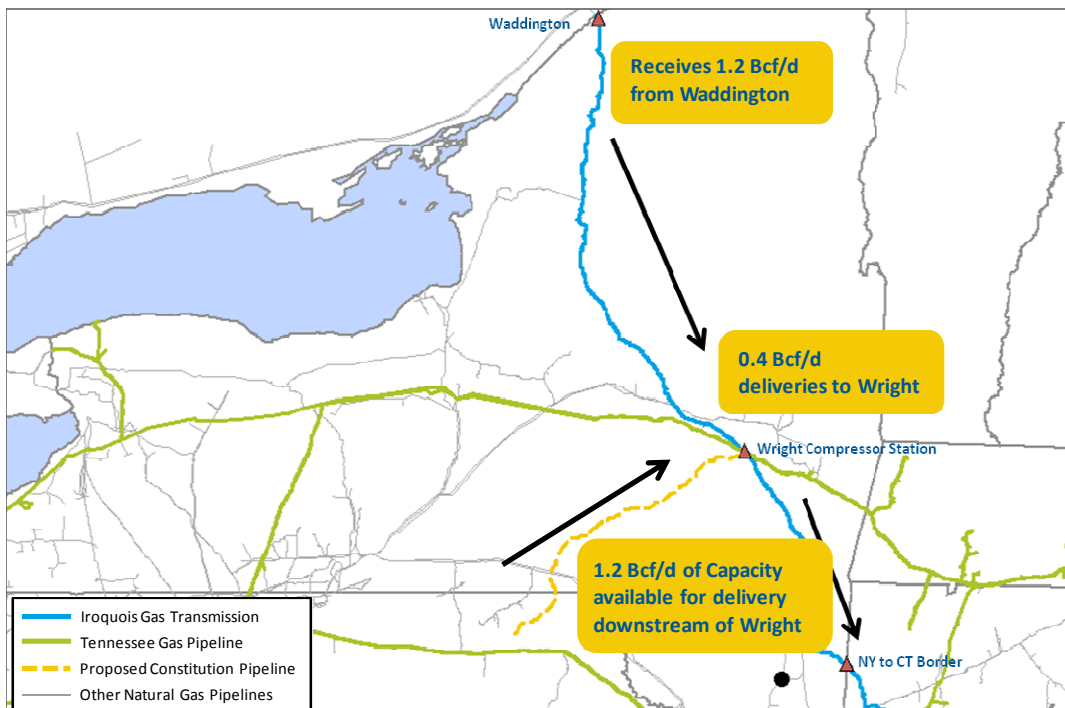 Waddington
Receives 1.2 Bcf/d
from Waddington
0.4 Bcf/d
deliveries to Wright
Wright Compressor Station
1.2 Bcf/d of Capacity
available for delivery
downstream of Wright
NY to CT Border
Iroquois Gas Transmission
Tennessee Gas Pipeline
Proposed Constitution Pipeline
Other Natural Gas Pipelines